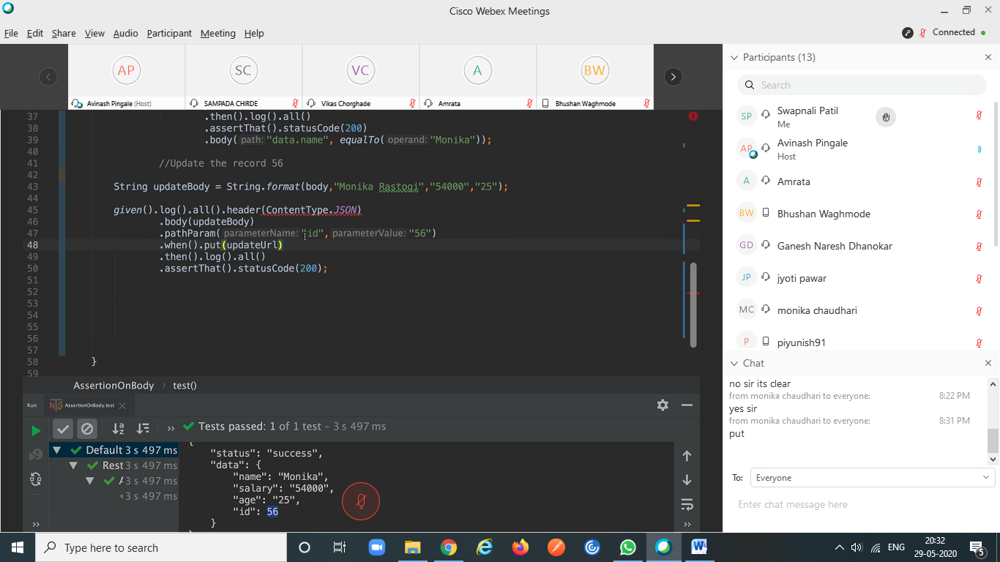 Cisco Webex Meetings
File Edit Share View Audio Participant Meeting Help
Connected
AP SC VC A BW
Avinash Pingale (Host) SAMPADA CHIRDE Vikas Chorghade Amrata Bhushan Waghmode
37 .then().log().all()
38 .assertThat().statusCode(200)
39 .body( path: "data.name", equalTo( operand: "Monika"));
40
41 //Update the record 56
42
43 String updateBody = String.format(body,"Monika Rastogi","54000","25");
44
45 given().log().all().header(ContentType.JSON)
46 .body(updateBody)
47 .pathParam( parameterName: "id", parameterValue: "56")
48 .when().put(updateUrl)
49 .then().log().all()
50 .assertThat().statusCode(200);
51
52
53
54
55
56
57
58 }
59
AssertionOnBody test()
Run: AssertionOnBody.test
Tests passed: 1 of 1 test – 3 s 497 ms
Default 3 s 497 ms
Rest 3 s 497 ms
3 s 497 ms
3 s 497 ms
{
"status": "success",
"data": {
"name": "Monika",
"salary": "54000",
"age": "25",
"id": 56
}
Participants (13)
Search
SP Swapnali Patil
Me
AP Avinash Pingale
Host
A Amrata
BW Bhushan Waghmode
GD Ganesh Naresh Dhanokar
JP jyoti pawar
MC monika chaudhari
P piyunish91
Chat
no sir its clear
from monika chaudhari to everyone: 8:22 PM
yes sir
from monika chaudhari to everyone: 8:31 PM
put
To: Everyone
Enter chat message here
Type here to search
ENG
20:32
29-05-2020
5